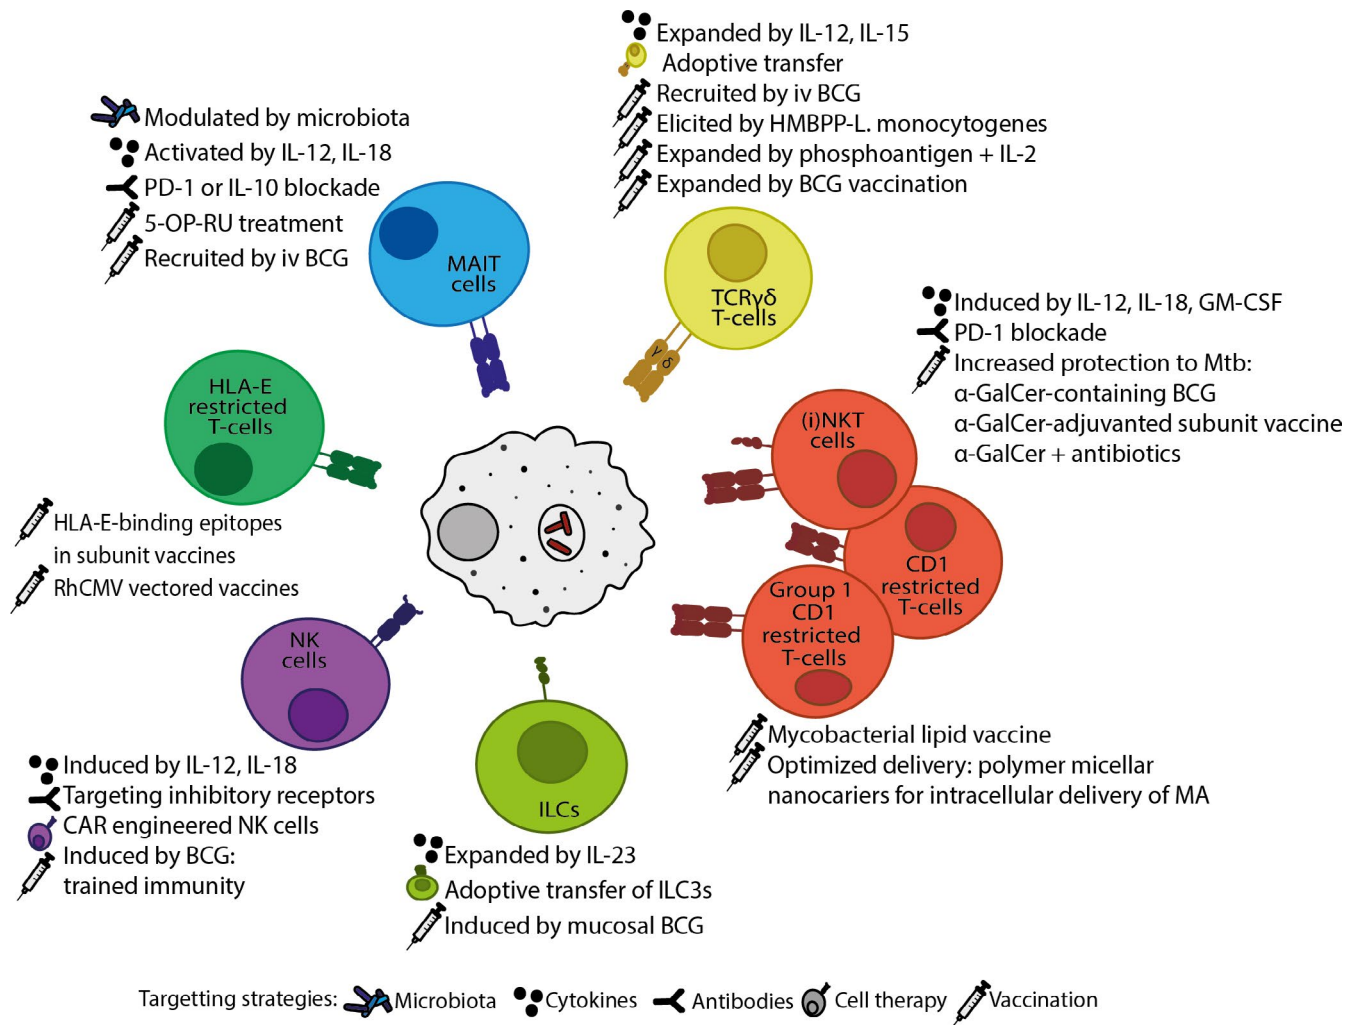 Expanded by IL-12, IL-15
Adoptive transfer
Recruited by iv BCG
Elicited by HMBPP-L. monocytogenes
Expanded by phosphoantigen + IL-2
Expanded by BCG vaccination
Modulated by microbiota
Activated by IL-12, IL-18
PD-1 or IL-10 blockade
5-OP-RU treatment
Recruited by iv BCG
MAIT
cells
TCRγδ
T-cells
γ
δ
Induced by IL-12, IL-18, GM-CSF
PD-1 blockade
Increased protection to Mtb:
α-GalCer-containing BCG
α-GalCer-adjuvanted subunit vaccine
α-GalCer + antibiotics
HLA-E
restricted
T-cells
(i)NKT
cells
HLA-E-binding epitopes
in subunit vaccines
RhCMV vectored vaccines
CD1
restricted
T-cells
Group 1
CD1
restricted
T-cells
NK
cells
Mycobacterial lipid vaccine
Optimized delivery: polymer micellar
nanocariers for intracellular delivery of MA
Induced by IL-12, IL-18
Targeting inhibitory receptors
CAR engineered NK cells
Induced by BCG:
trained immunity
ILCs
Expanded by IL-23
Adoptive transfer of ILC3s
Induced by mucosal BCG
Targetting strategies: Microbiota Cytokines Antibodies Cell therapy Vaccination